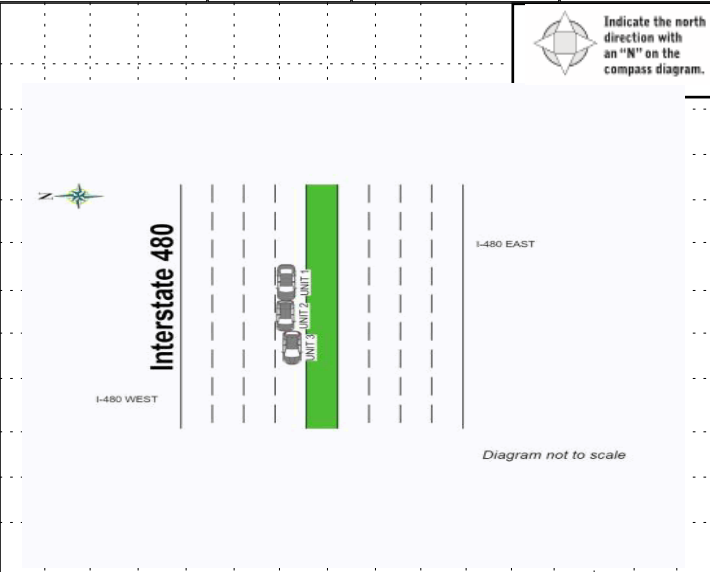 Indicate the north
direction with
an “N” on the
compass diagram.
N
Interstate 480
I-480 EAST
UNIT 1
UNIT 2
UNIT 3
I-480 WEST
Diagram not to scale